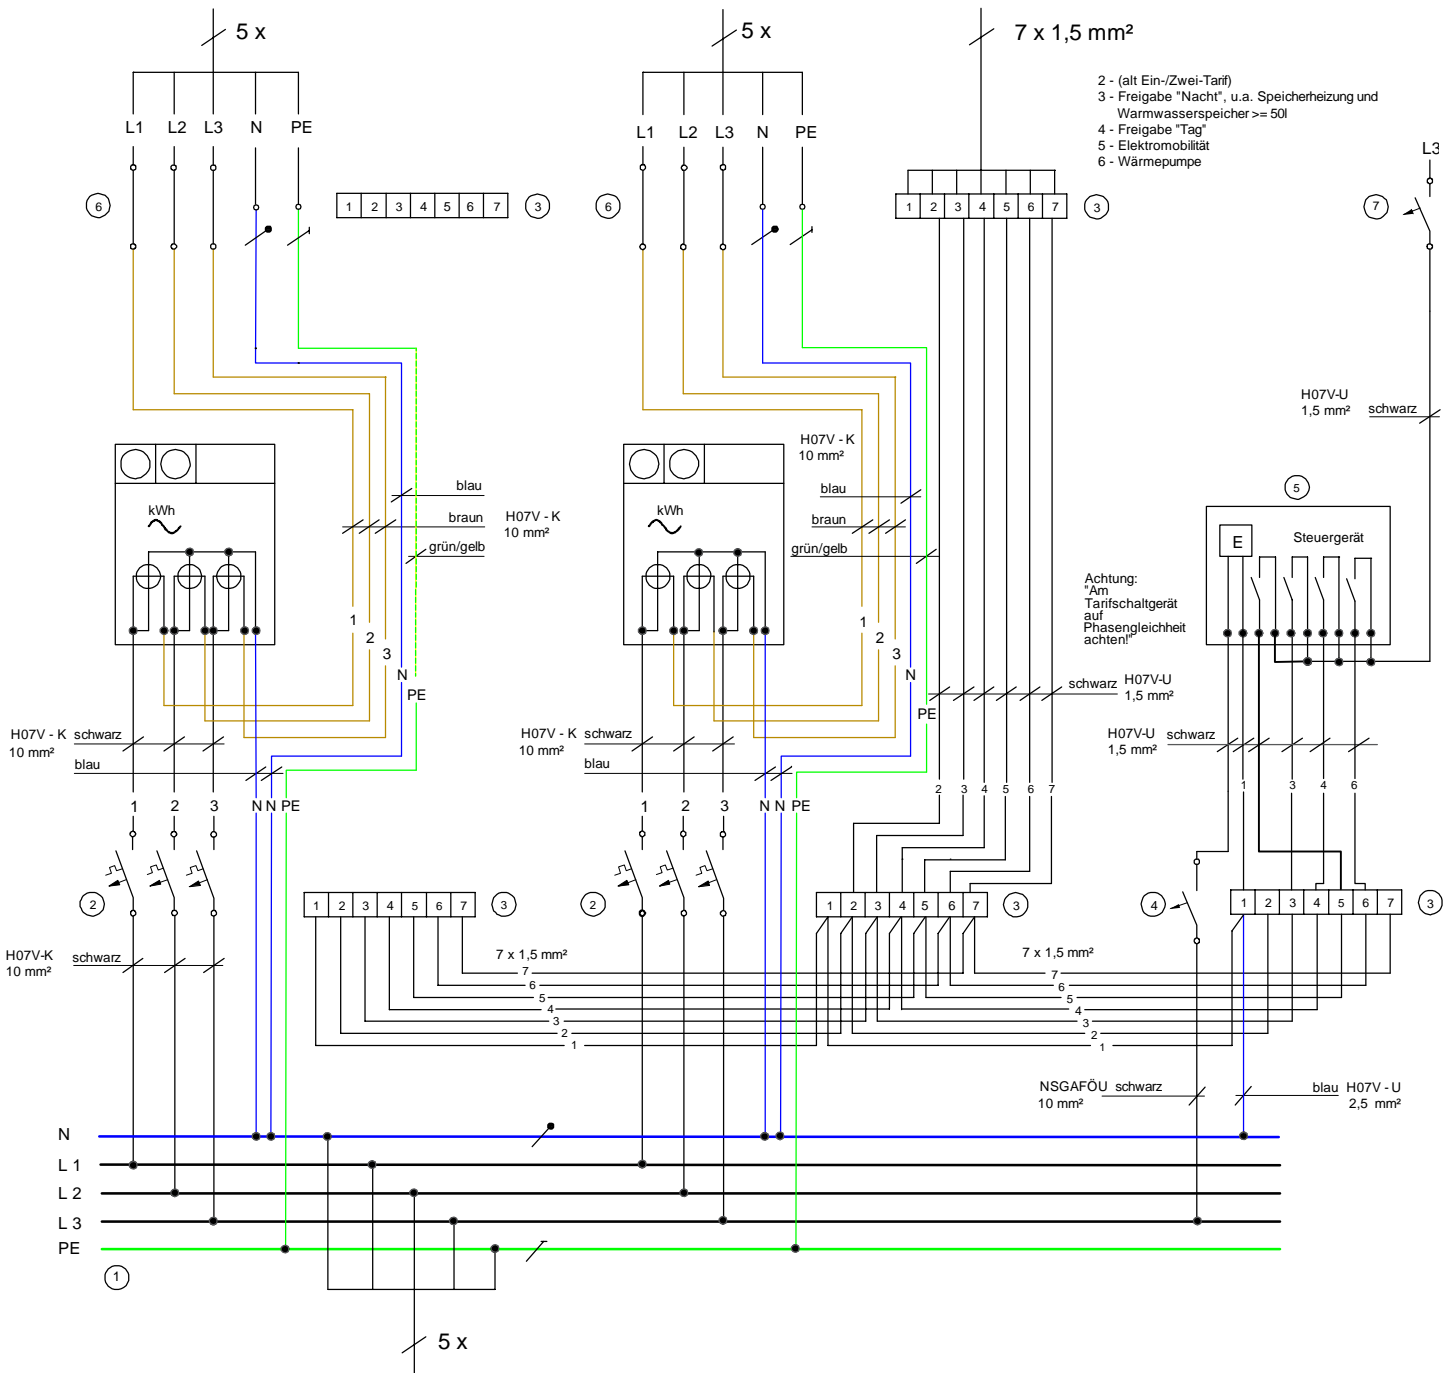 5 x
5 x
7 x 1,5 mm²
2 - (alt Ein-/Zwei-Tarif)
3 - Freigabe "Nacht", u.a. Speicherheizung und
Warmwasserspeicher >= 50l
4 - Freigabe "Tag"
5 - Elektromobilität
6 - Wärmepumpe
L1 L2 L3 N PE
L1 L2 L3 N PE
L3
6
1 2 3 4 5 6 7
3
6
1 2 3 4 5 6 7
3
7
H07V-U
1,5 mm²
schwarz
kWh
blau
braun
H07V - K
10 mm²
grün/gelb
kWh
H07V - K
10 mm²
blau
braun
grün/gelb
5
E
Steuergerät
Achtung:
"Am
Tarifschaltgerät
auf
Phasengleichheit
achten!"
1
2
3
N
PE
1
2
3
N
PE
schwarz
H07V-U
1,5 mm²
H07V - K
10 mm²
schwarz
blau
H07V - K
10 mm²
schwarz
blau
H07V-U
1,5 mm²
schwarz
1 2 3 N N PE
1 2 3 N N PE
2 3 4 5 6 7
1 3 4 6
2
1 2 3 4 5 6 7
3
2
1 2 3 4 5 6 7
3
4
1 2 3 4 5 6 7
3
H07V-K
10 mm²
schwarz
7 x 1,5 mm²
7
6
5
4
3
2
1
7 x 1,5 mm²
7
6
5
4
3
2
1
NSGAFÖU
10 mm²
schwarz
blau
H07V - U
2,5 mm²
N
L 1
L 2
L 3
PE
1
5 x